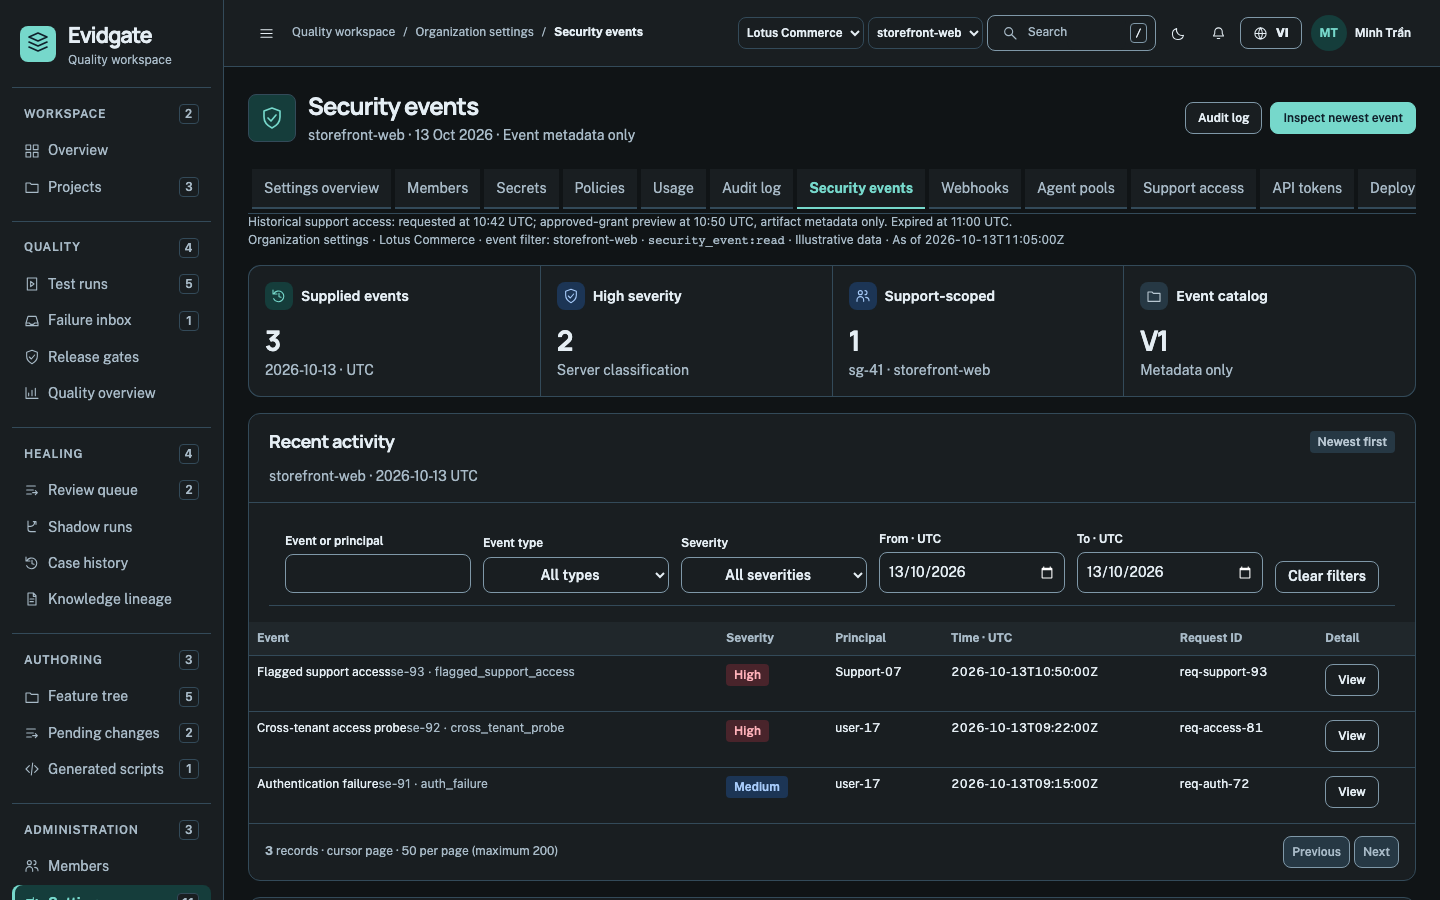 Evidgate
Quality workspace
WORKSPACE 2
Overview
Projects 3
QUALITY 4
Test runs 5
Failure inbox 1
Release gates
Quality overview
HEALING 4
Review queue 2
Shadow runs
Case history
Knowledge lineage
AUTHORING 3
Feature tree 5
Pending changes 2
Generated scripts 1
ADMINISTRATION 3
Members
Quality workspace / Organization settings / Security events
Lotus Commerce storefront-web Search / VI MT Minh Trần
Security events
storefront-web · 13 Oct 2026 · Event metadata only
Audit log Inspect newest event
Settings overview Members Secrets Policies Usage Audit log Security events Webhooks Agent pools Support access API tokens Deploy
Historical support access: requested at 10:42 UTC; approved-grant preview at 10:50 UTC, artifact metadata only. Expired at 11:00 UTC.
Organization settings · Lotus Commerce · event filter: storefront-web · security_event:read · Illustrative data · As of 2026-10-13T11:05:00Z
Supplied events
3
2026-10-13 · UTC
High severity
2
Server classification
Support-scoped
1
sg-41 · storefront-web
Event catalog
V1
Metadata only
Recent activity
Newest first
storefront-web · 2026-10-13 UTC
Event or principal
Event type
All types
Severity
All severities
From · UTC
13/10/2026
To · UTC
13/10/2026
Clear filters
Event Severity Principal Time · UTC Request ID Detail
Flagged support accessse-93 · flagged_support_access High Support-07 2026-10-13T10:50:00Z req-support-93 View
Cross-tenant access probese-92 · cross_tenant_probe High user-17 2026-10-13T09:22:00Z req-access-81 View
Authentication failurese-91 · auth_failure Medium user-17 2026-10-13T09:15:00Z req-auth-72 View
3 records · cursor page · 50 per page (maximum 200)
Previous Next